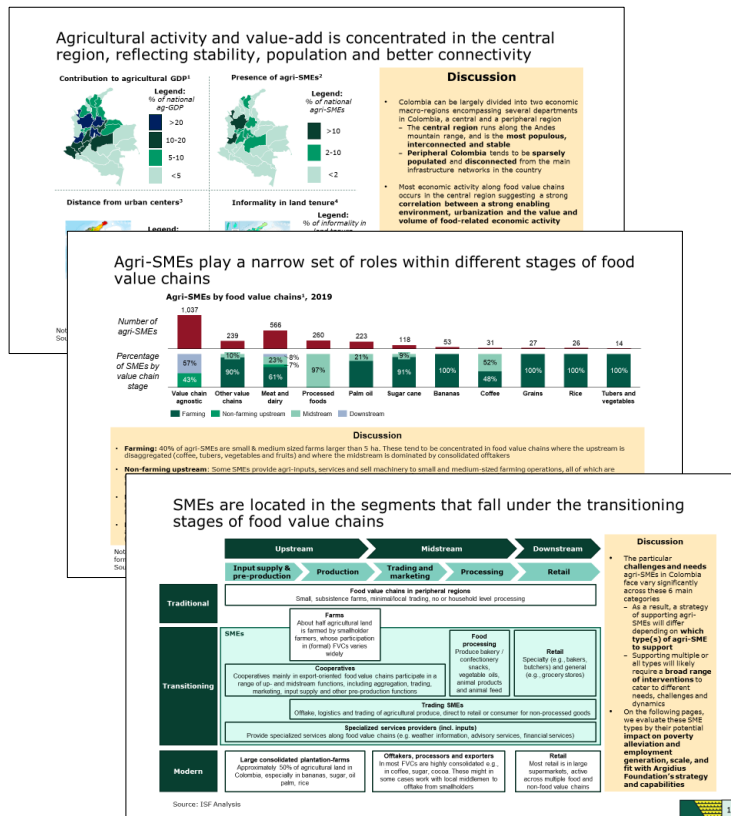 Agricultural activity and value-add is concentrated in the central
region, reflecting stability, population and better connectivity
Contribution to agricultural GDP¹
Legend:
% of national
ag-GDP
>20
10-20
5-10
<5
Presence of agri-SMEs²
Legend:
% of national
agri-SMEs
>10
2-10
<2
Distance from urban centers³
Legend:
Informality in land tenure⁴
Legend:
% of informality in
Discussion
• Colombia can be largely divided into two economic
macro-regions encompassing several departments
in Colombia, a central and a peripheral region
– The central region runs along the Andes
mountain range, and is the most populous,
interconnected and stable
– Peripheral Colombia tends to be sparsely
populated and disconnected from the main
infrastructure networks in the country
• Most economic activity along food value chains
occurs in the central region suggesting a strong
correlation between a strong enabling
environment, urbanization and the value and
volume of food-related economic activity
Agri-SMEs play a narrow set of roles within different stages of food
value chains
Agri-SMEs by food value chains¹, 2019
Number of
agri-SMEs
1,037
239
566
260
223
118
53
31
27
26
14
Percentage
of SMEs by
value chain
stage
57%
43%
10%
90%
8%
7%
23%
61%
97%
21%
9%
91%
100%
52%
48%
100%
100%
100%
Value chain
agnostic
Other value
chains
Meat and
dairy
Processed
foods
Palm oil
Sugar cane
Bananas
Coffee
Grains
Rice
Tubers and
vegetables
Farming
Non-farming upstream
Midstream
Downstream
Discussion
• Farming: 40% of agri-SMEs are small & medium sized farms larger than 5 ha. These tend to be concentrated in food value chains where the upstream is
disaggregated (coffee, tubers, vegetables and fruits) and where the midstream is dominated by consolidated offtakers
• Non-farming upstream: Some SMEs provide agri-inputs, services and sell machinery to small and medium-sized farming operations, all of which are
SMEs are located in the segments that fall under the transitioning
stages of food value chains
Upstream
Midstream
Downstream
Input supply &
pre-production
Production
Trading and
marketing
Processing
Retail
Traditional
Food value chains in peripheral regions
Small, subsistence farms, minimal/local trading, no or household level processing
Transitioning
SMEs
Farms
About half agricultural land
is farmed by smallholder
farmers, whose participation
in (formal) FVCs varies
widely
Food
processing
Produce bakery /
confectionery
snacks,
vegetable oils,
animal products
and animal feed
Retail
Specialty (e.g., bakers,
butchers) and general
(e.g., grocery stores)
Cooperatives
Cooperatives mainly in export-oriented food value chains participate in a
range of up- and midstream functions, including aggregation, trading,
marketing, input supply and other pre-production functions
Trading SMEs
Offtake, logistics and trading of agricultural produce, direct to retail or consumer for non-processed goods
Specialized services providers (incl. inputs)
Provide specialized services along food value chains (e.g. weather information, advisory services, financial services)
Modern
Large consolidated plantation-farms
Approximately 50% of agricultural land in
Colombia, especially in bananas, sugar, oil
palm, rice
Offtakers, processors and exporters
In most FVCs are highly consolidated e.g.,
in coffee, sugar, cocoa. These might in
some cases work with local middlemen to
offtake from smallholders
Retail
Most retail is in large
supermarkets, active
across multiple food and
non-food value chains
Discussion
• The particular
challenges and needs
agri-SMEs in Colombia
face vary significantly
across these 6 main
categories
– As a result, a strategy
of supporting agri-
SMEs will differ
depending on which
type(s) of agri-SME
to support
– Supporting multiple or
all types will likely
require a broad range
of interventions to
cater to different
needs, challenges and
dynamics
• On the following pages,
we evaluate these SME
types by their potential
impact on poverty
alleviation and
employment
generation, scale, and
fit with Argidius
Foundation's strategy
and capabilities
Source: ISF Analysis